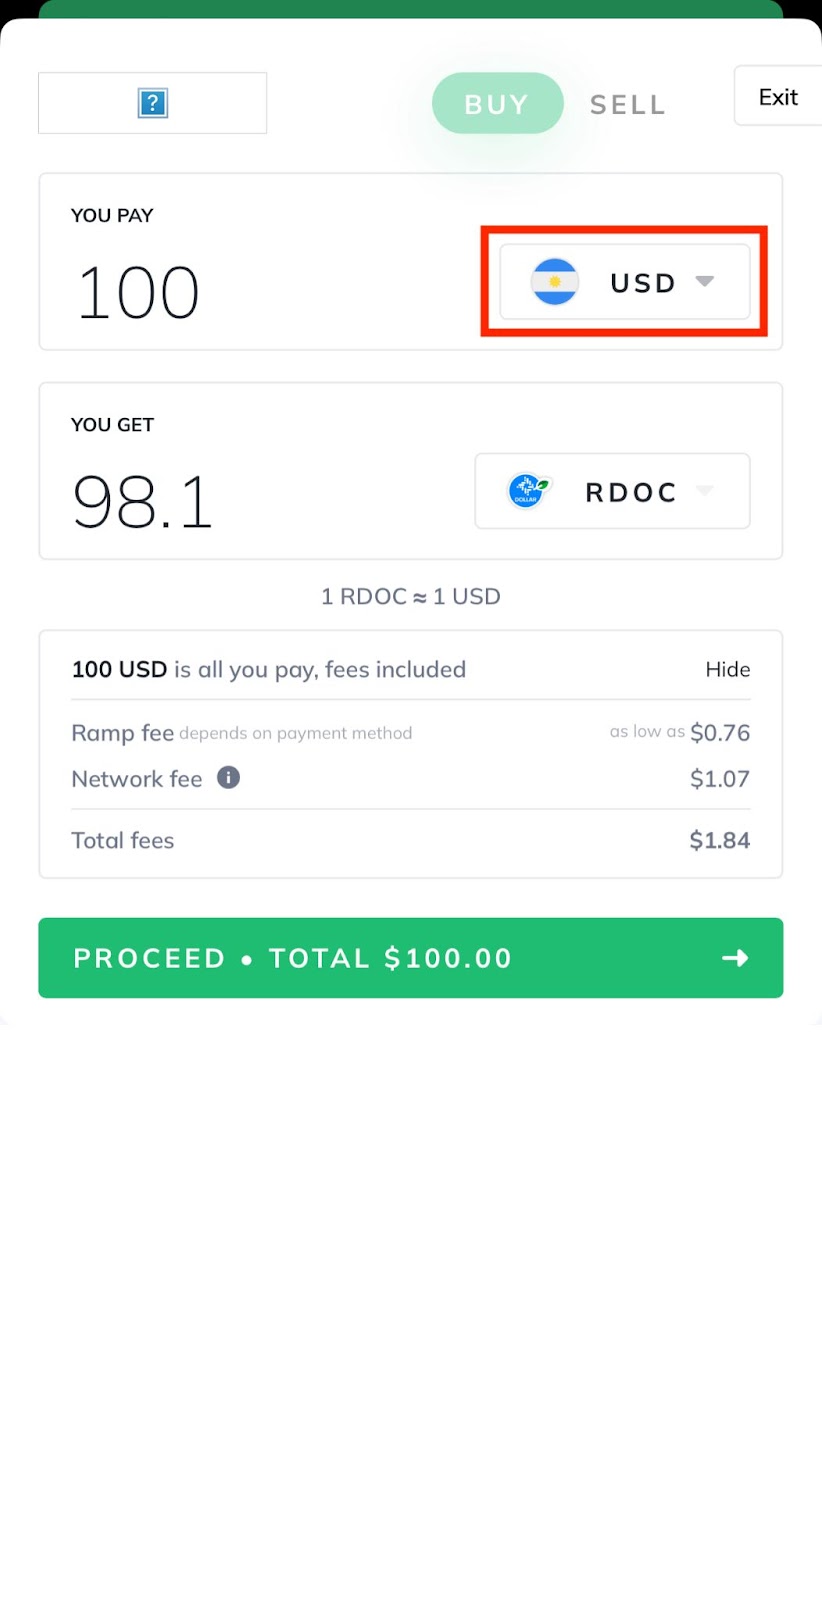 BUY SELL Exit
YOU PAY
100 USD
YOU GET
98.1 DOLLAR RDOC
1 RDOC ≈ 1 USD
100 USD is all you pay, fees included Hide
Ramp fee depends on payment method as low as $0.76
Network fee $1.07
Total fees $1.84
PROCEED • TOTAL $100.00 →